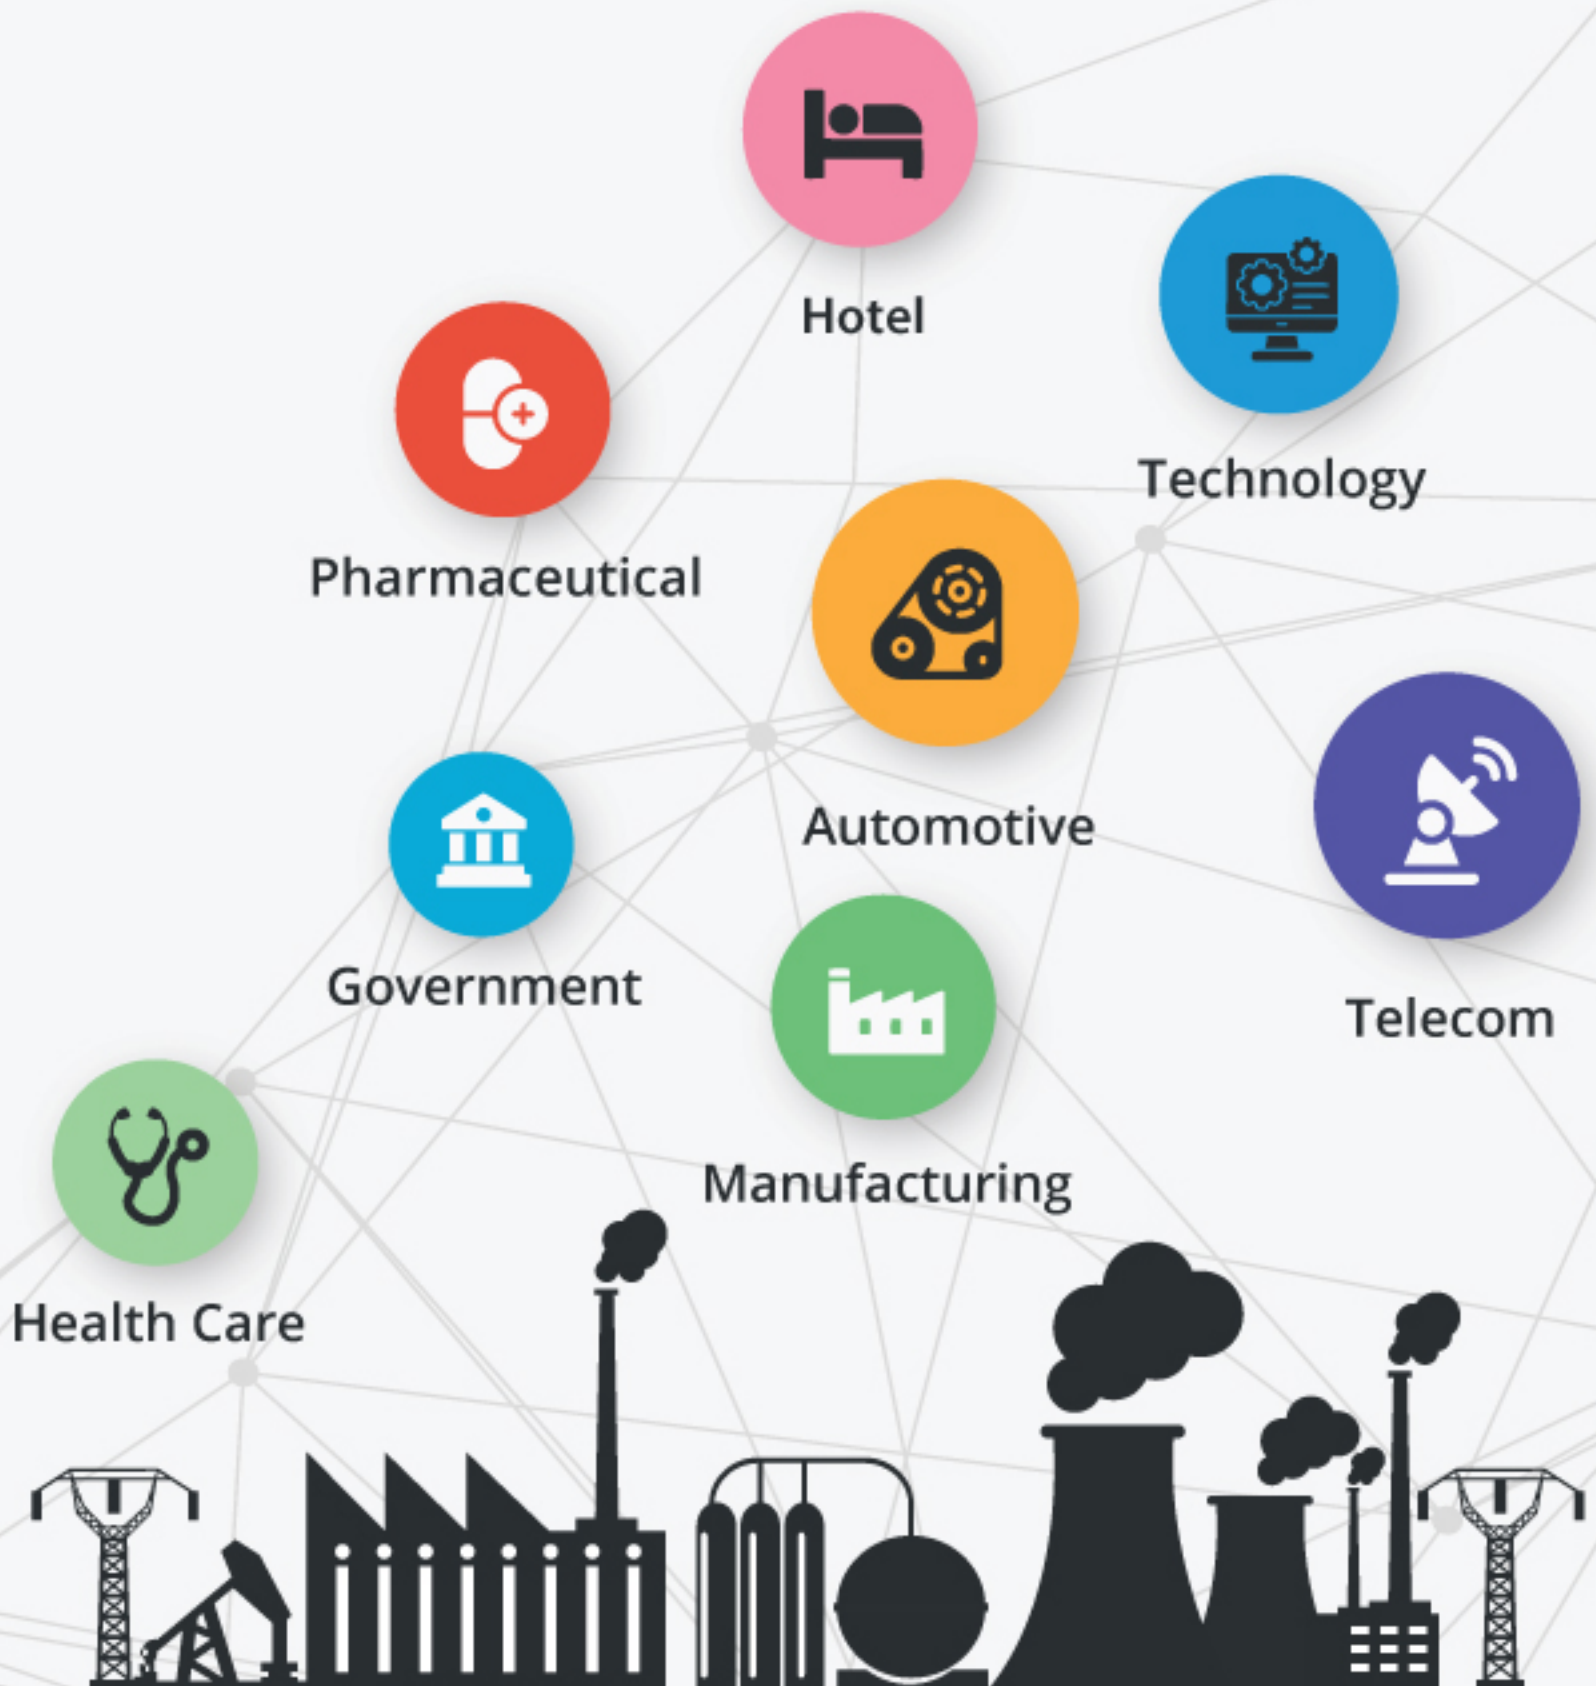 Hotel
Technology
Pharmaceutical
Automotive
Government
Telecom
Manufacturing
Health Care